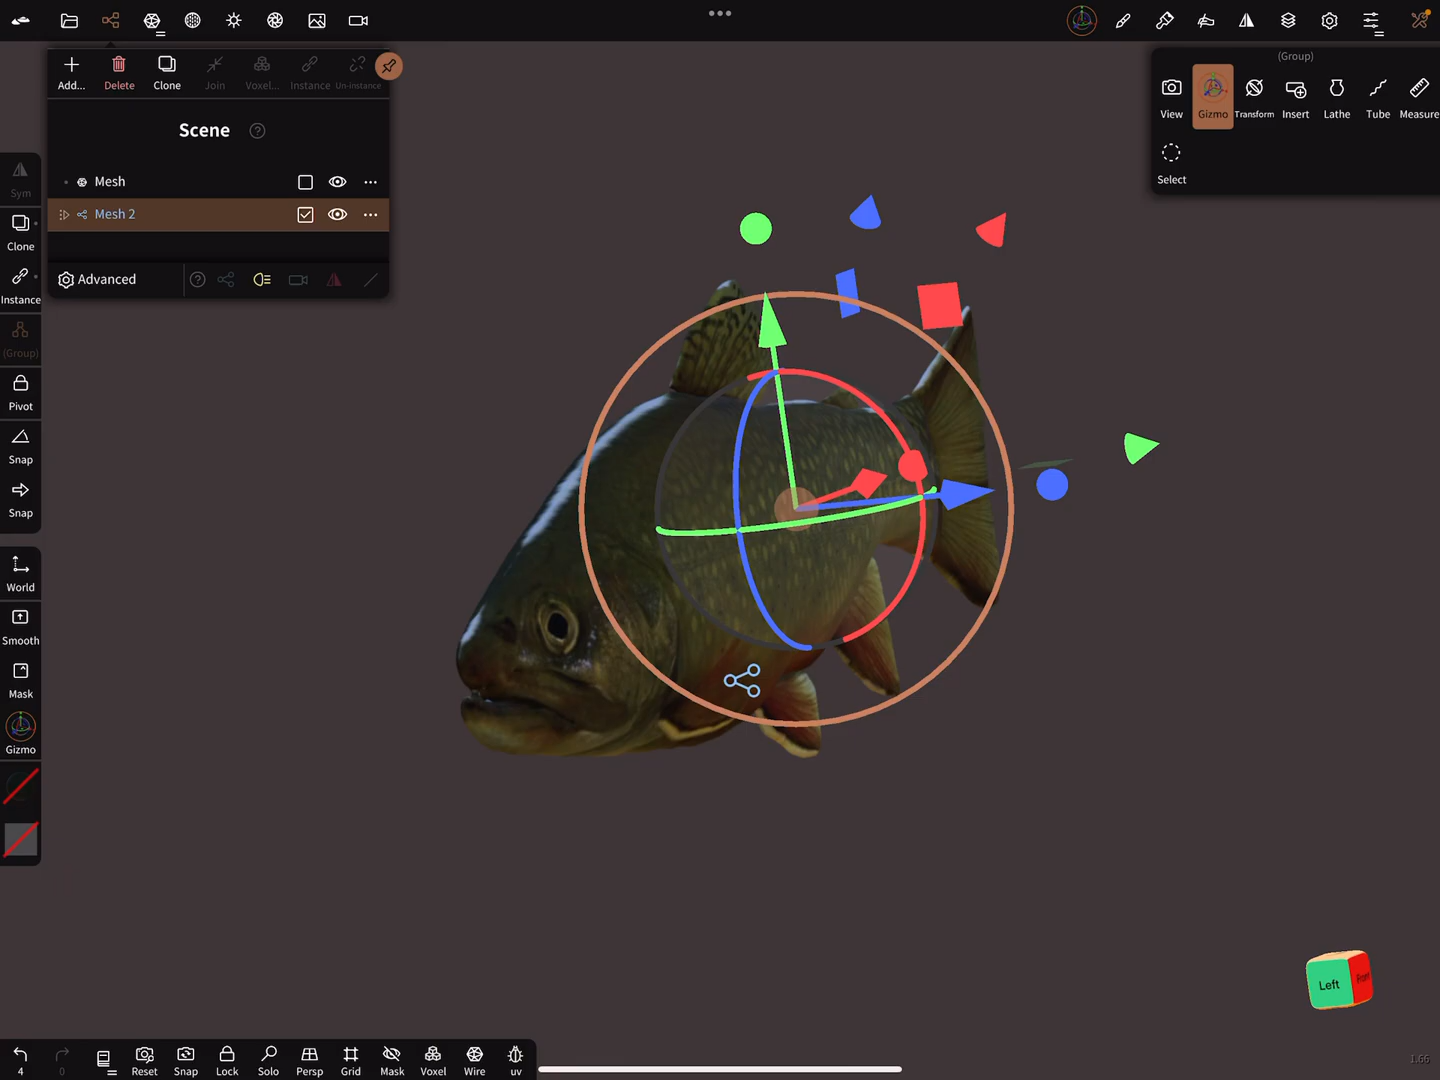 Add...
Delete
Clone
Join
Voxel...
Instance
Un-instance
Scene
?
Mesh
Mesh 2
Advanced
?
(Group)
View
Gizmo
Transform
Insert
Lathe
Tube
Measure
Select
Sym
Clone
Instance
(Group)
Pivot
Snap
Snap
World
Smooth
Mask
Gizmo
Left
Front
4
0
Reset
Snap
Lock
Solo
Persp
Grid
Mask
Voxel
Wire
uv
1.66